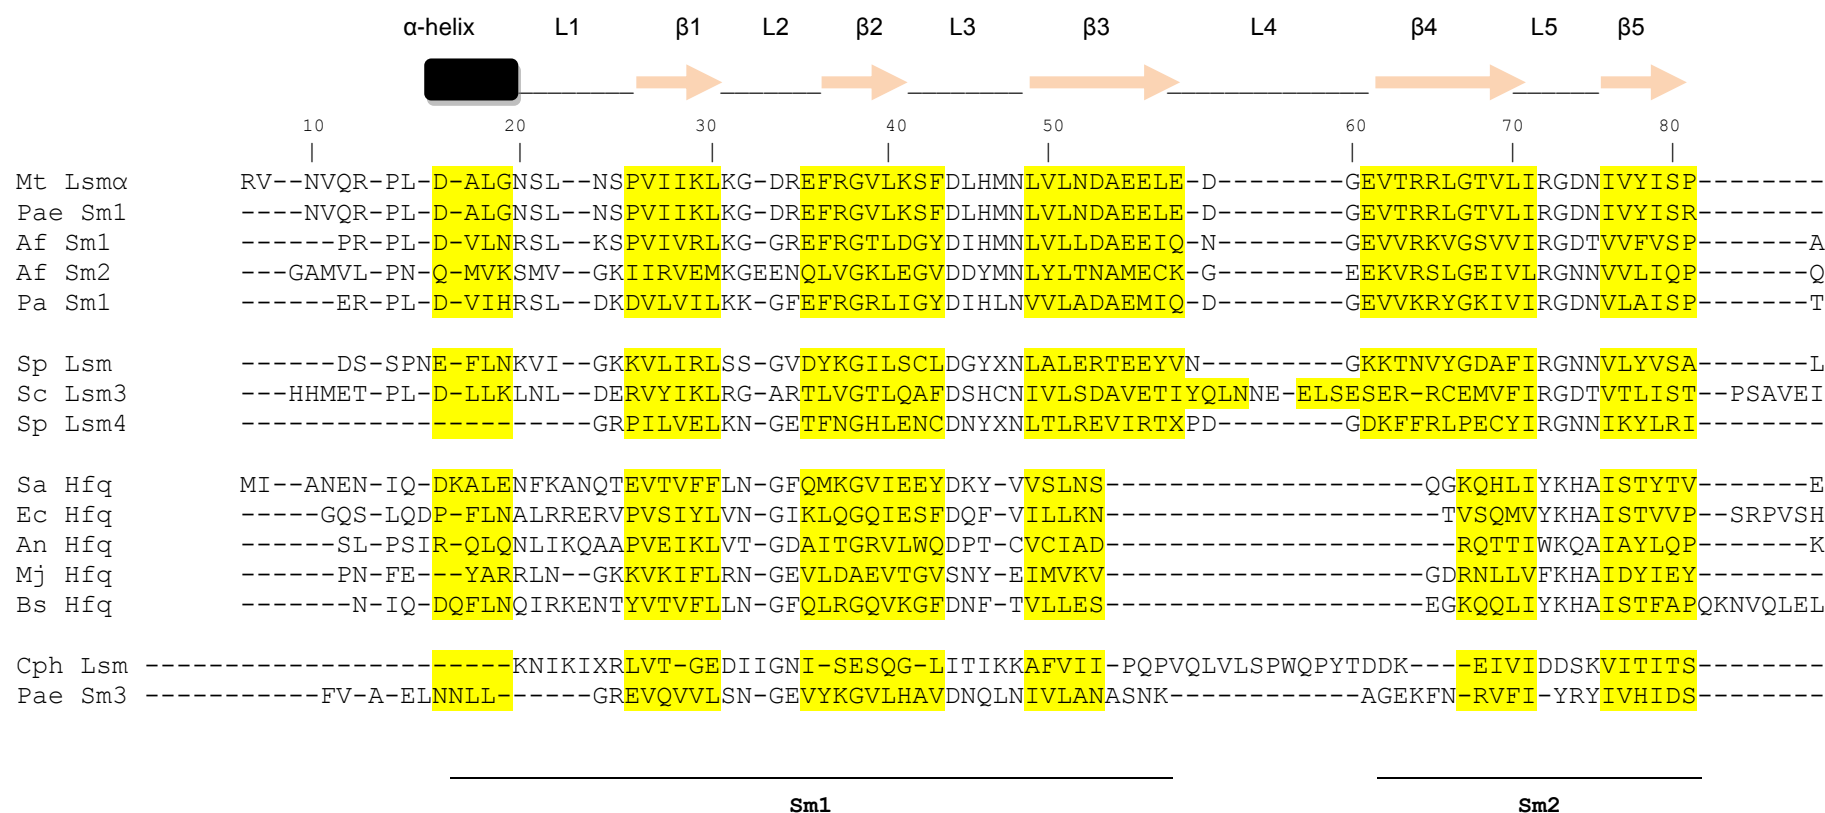 α-helix L1 β1 L2 β2 L3 β3 L4 β4 L5 β5
10 20 30 40 50 60 70 80
| | | | | | | |
Mt Lsmα RV--NVQR-PL-D-ALGNSL--NSPVIIKLKG-DREFRGVLKSFDLHMNLVLNDAEELE-D--------GEVTRRLGTVLIRGDNIVYISP--------
Pae Sm1 ----NVQR-PL-D-ALGNSL--NSPVIIKLKG-DREFRGVLKSFDLHMNLVLNDAEELE-D--------GEVTRRLGTVLIRGDNIVYISR--------
Af Sm1 ------PR-PL-D-VLNRSL--KSPVIVRLKG-GREFRGTLDGYDIHMNLVLLDAEEIQ-N--------GEVVRKVGSVVIRGDTVVFVSP-------A
Af Sm2 ---GAMVL-PN-Q-MVKSMV--GKIIRVEMKGEENQLVGKLEGVDDYMNLYLTNAMECK-G--------EEKVRSLGEIVLRGNNVVLIQP-------Q
Pa Sm1 ------ER-PL-D-VIHRSL--DKDVLVILKK-GFEFRGRLIGYDIHLNVVLADAEMIQ-D--------GEVVKRYGKIVIRGDNVLAISP-------T
Sp Lsm ------DS-SPNE-FLNKVI--GKKVLIRLSS-GVDYKGILSCLDGYXNLALERTEEYVN---------GKKTNVYGDAFIRGNNVLYVSA-------L
Sc Lsm3 ---HHMET-PL-D-LLKLNL--DERVYIKLRG-ARTLVGTLQAFDSHCNIVLSDAVETIYQLNNE-ELSESER-RCEMVFIRGDTVTLIST--PSAVEI
Sp Lsm4 ----------------------GRPILVELKN-GETFNGHLENCDNYXNLTLREVIRTXPD--------GDKFFRLPECYIRGNNIKYLRI--------
Sa Hfq MI--ANEN-IQ-DKALENFKANQTEVTVFFLN-GFQMKGVIEEYDKY-VVSLNS--------------------QGKQHLIYKHAISTYTV-------E
Ec Hfq -----GQS-LQDP-FLNALRRERVPVSIYLVN-GIKLQGQIESFDQF-VILLKN---------------------TVSQMVYKHAISTVVP--SRPVSH
An Hfq ------SL-PSIR-QLQNLIKQAAPVEIKLVT-GDAITGRVLWQDPT-CVCIAD----------------------RQTTIWKQAIAYLQP-------K
Mj Hfq ------PN-FE---YARRLN--GKKVKIFLRN-GEVLDAEVTGVSNY-EIMVKV--------------------GDRNLLVFKHAIDYIEY--------
Bs Hfq -------N-IQ-DQFLNQIRKENTYVTVFLLN-GFQLRGQVKGFDNF-TVLLES--------------------EGKQQLIYKHAISTFAPQKNVQLEL
Cph Lsm -----------------------KNIKIXRLVT-GEDIIGNI-SESQG-LITIKKAFVII-PQPVQLVLSPWQPYTDDK----EIVIDDSKVITITS--------
Pae Sm3 -----------FV-A-ELNNLL-------GREVQVVLSN-GEVYKGVLHAVDNQLNIVLANASNK------------AGEKFN-RVFI-YRYIVHIDS--------
Sm1 Sm2